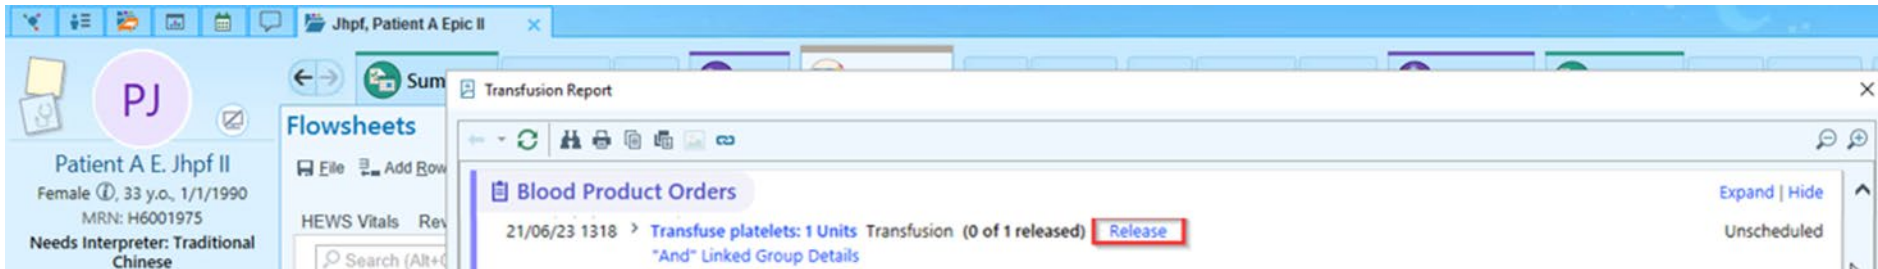 Jhpf, Patient A Epic II
PJ
Patient A E. Jhpf II
Female, 33 y.o., 1/1/1990
MRN: H6001975
Needs Interpreter: Traditional
Chinese
Sum
Flowsheets
File Add Row
HEWS Vitals Rev
Search (Alt+
Transfusion Report
Blood Product Orders
Expand | Hide
21/06/23 1318 > Transfuse platelets: 1 Units Transfusion (0 of 1 released) Release
Unscheduled
"And" Linked Group Details